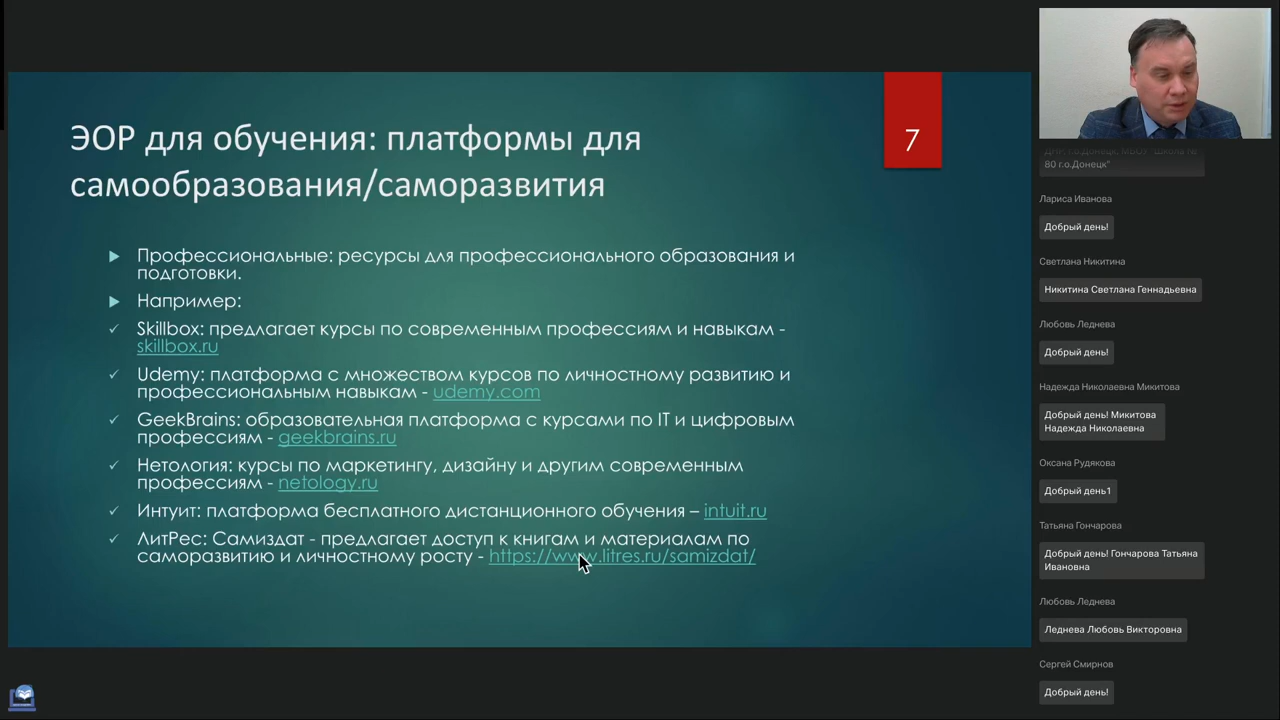 ЭОР для обучения: платформы для
самообразования/саморазвития
7
Профессиональные: ресурсы для профессионального образования и
подготовки.
Например:
Skillbox: предлагает курсы по современным профессиям и навыкам -
skillbox.ru
Udemy: платформа с множеством курсов по личностному развитию и
профессиональным навыкам - udemy.com
GeekBrains: образовательная платформа с курсами по IT и цифровым
профессиям - geekbrains.ru
Нетология: курсы по маркетингу, дизайну и другим современным
профессиям - netology.ru
Интуит: платформа бесплатного дистанционного обучения – intuit.ru
ЛитРес: Самиздат - предлагает доступ к книгам и материалам по
саморазвитию и личностному росту - https://www.litres.ru/samizdat/
80 г.о.Донецк"
Лариса Иванова
Добрый день!
Светлана Никитина
Никитина Светлана Геннадьевна
Любовь Леднева
Добрый день!
Надежда Николаевна Микитова
Добрый день! Микитова
Надежда Николаевна
Оксана Рудякова
Добрый день1
Татьяна Гончарова
Добрый день! Гончарова Татьяна
Ивановна
Любовь Леднева
Леднева Любовь Викторовна
Сергей Смирнов
Добрый день!